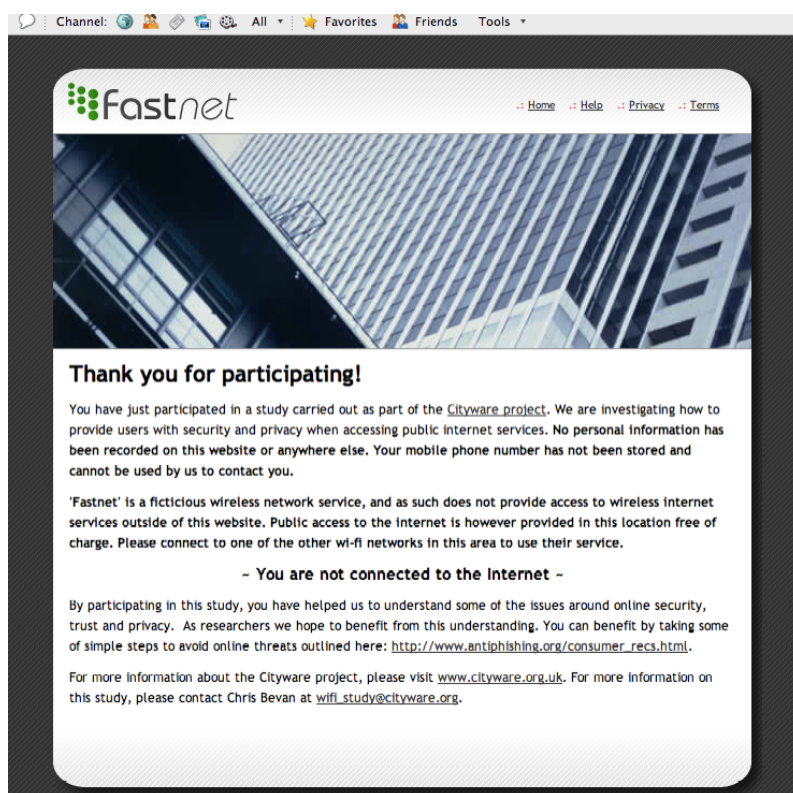 Channel: All Favorites Friends Tools
Fastnet
.: Home .: Help .: Privacy .: Terms
Thank you for participating!
You have just participated in a study carried out as part of the Cityware project. We are investigating how to
provide users with security and privacy when accessing public internet services. No personal information has
been recorded on this website or anywhere else. Your mobile phone number has not been stored and
cannot be used by us to contact you.
'Fastnet' is a ficticious wireless network service, and as such does not provide access to wireless internet
services outside of this website. Public access to the internet is however provided in this location free of
charge. Please connect to one of the other wi-fi networks in this area to use their service.
~ You are not connected to the Internet ~
By participating in this study, you have helped us to understand some of the issues around online security,
trust and privacy. As researchers we hope to benefit from this understanding. You can benefit by taking some
of simple steps to avoid online threats outlined here: http://www.antiphishing.org/consumer_recs.html.
For more information about the Cityware project, please visit www.cityware.org.uk. For more information on
this study, please contact Chris Bevan at wifi_study@cityware.org.